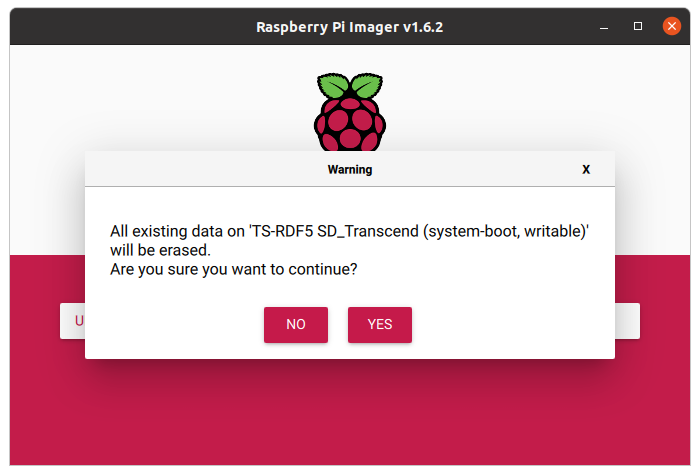 Raspberry Pi Imager v1.6.2
Warning
X
All existing data on 'TS-RDF5 SD_Transcend (system-boot, writable)'
will be erased.
Are you sure you want to continue?
NO
YES
U